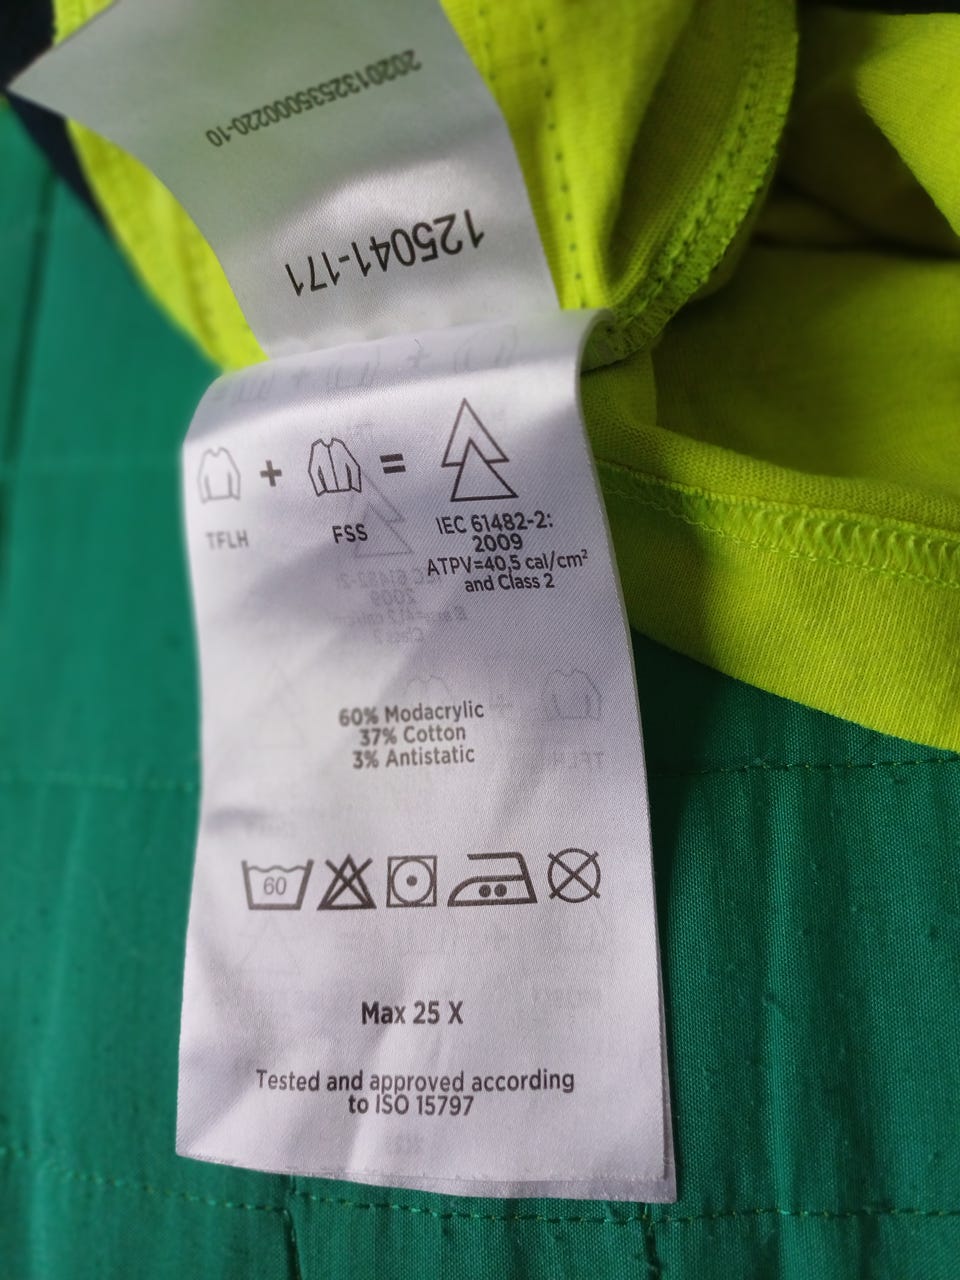 2020132535000220-10
125041-171
+ =
TFLH FSS
IEC 61482-2:
2009
ATPV=40,5 cal/cm²
and Class 2
60% Modacrylic
37% Cotton
3% Antistatic
60
Max 25 X
Tested and approved according
to ISO 15797